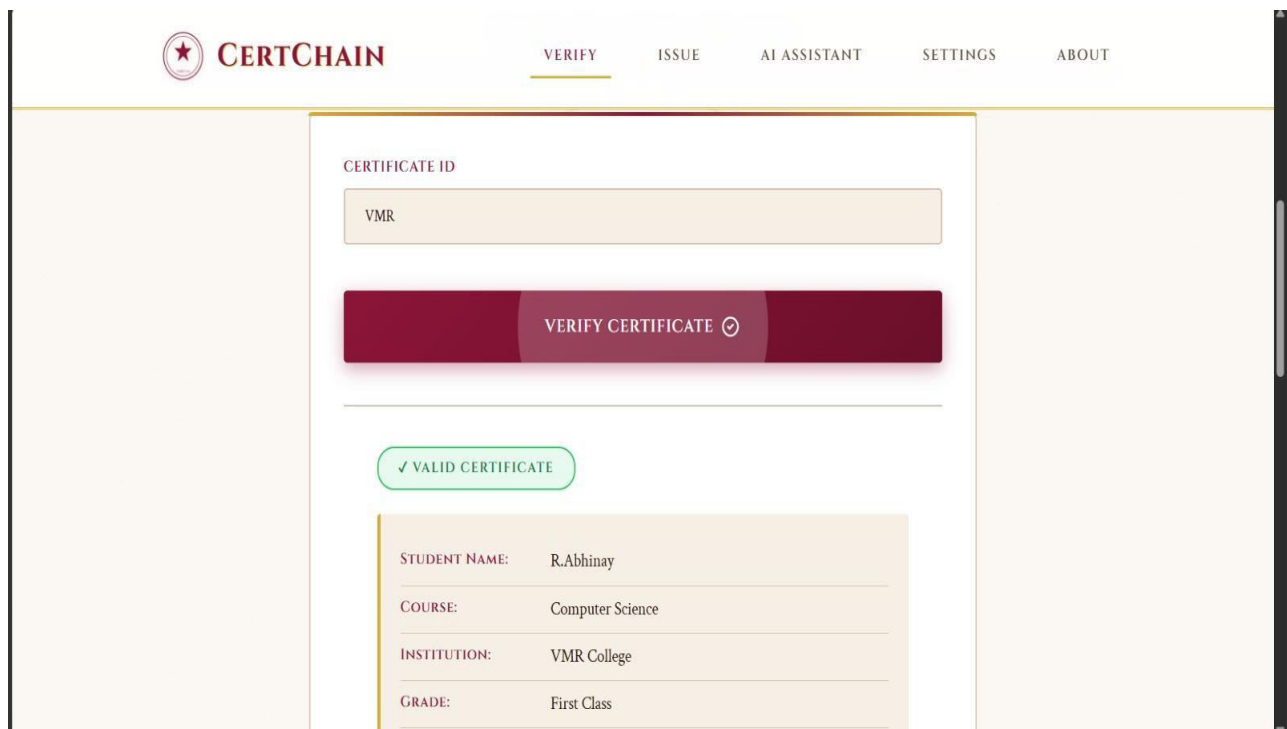 CERTCHAIN
VERIFY ISSUE AI ASSISTANT SETTINGS ABOUT
CERTIFICATE ID
VMR
VERIFY CERTIFICATE
✓ VALID CERTIFICATE
STUDENT NAME: R.Abhinay
COURSE: Computer Science
INSTITUTION: VMR College
GRADE: First Class